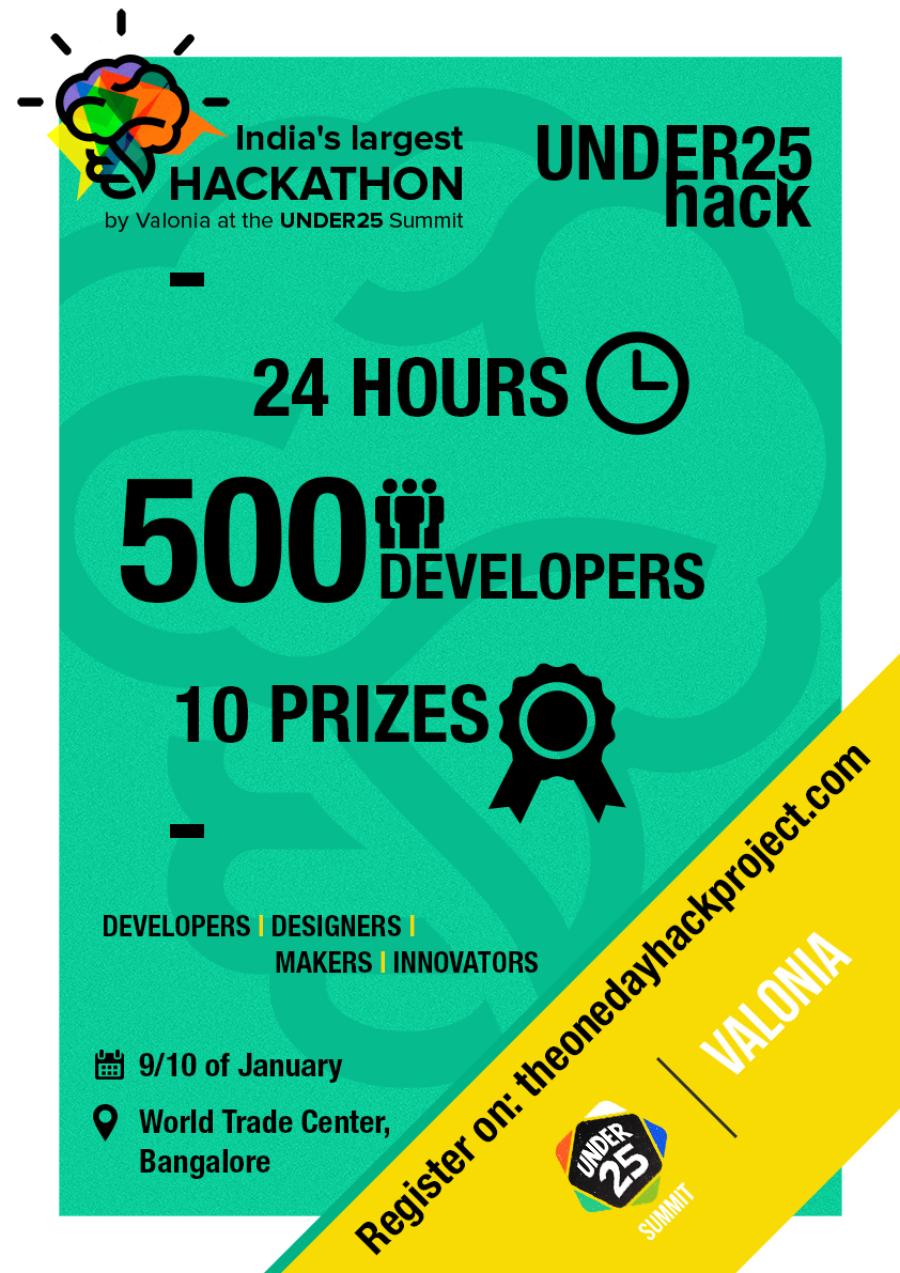 India's largest
HACKATHON
by Valonia at the UNDER25 Summit
UNDER25
hack
24 HOURS
500
DEVELOPERS
10 PRIZES
DEVELOPERS | DESIGNERS |
MAKERS | INNOVATORS
9/10 of January
World Trade Center,
Bangalore
Register on: theonedayhackproject.com
UNDER
25
SUMMIT
VALONIA